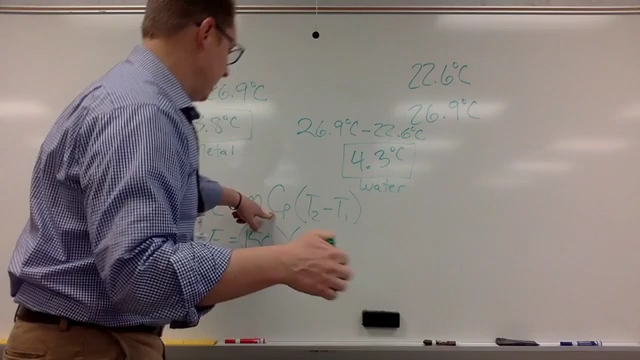 22.6°C
26.9°C
26.9°C
26.9°C - 22.6°C
.8°C
4.3°C
metal
water
Cp (T2-T1)